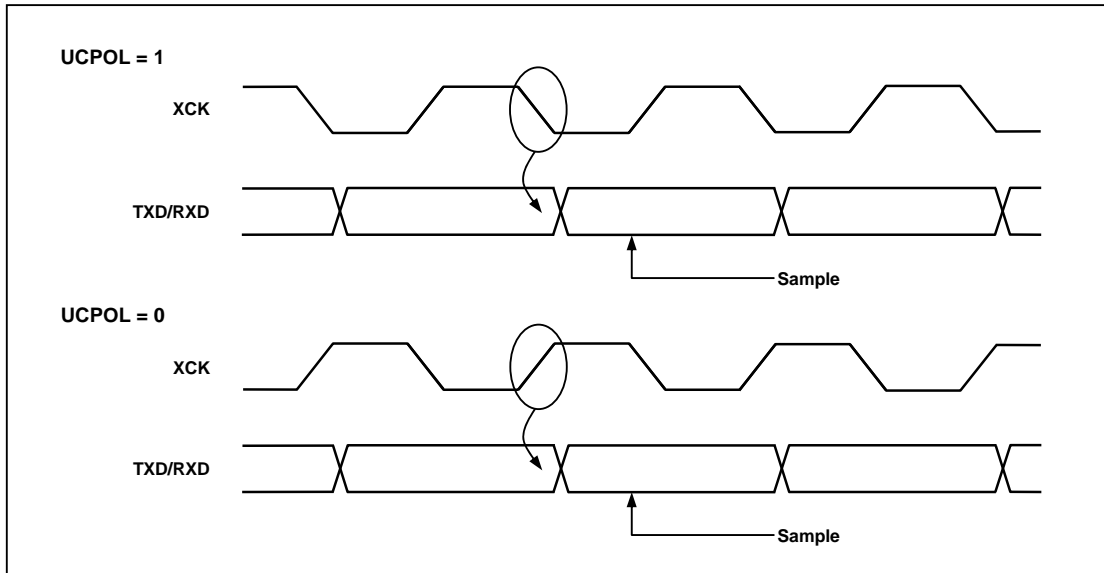 UCPOL = 1
XCK
TXD/RXD
Sample
UCPOL = 0
XCK
TXD/RXD
Sample